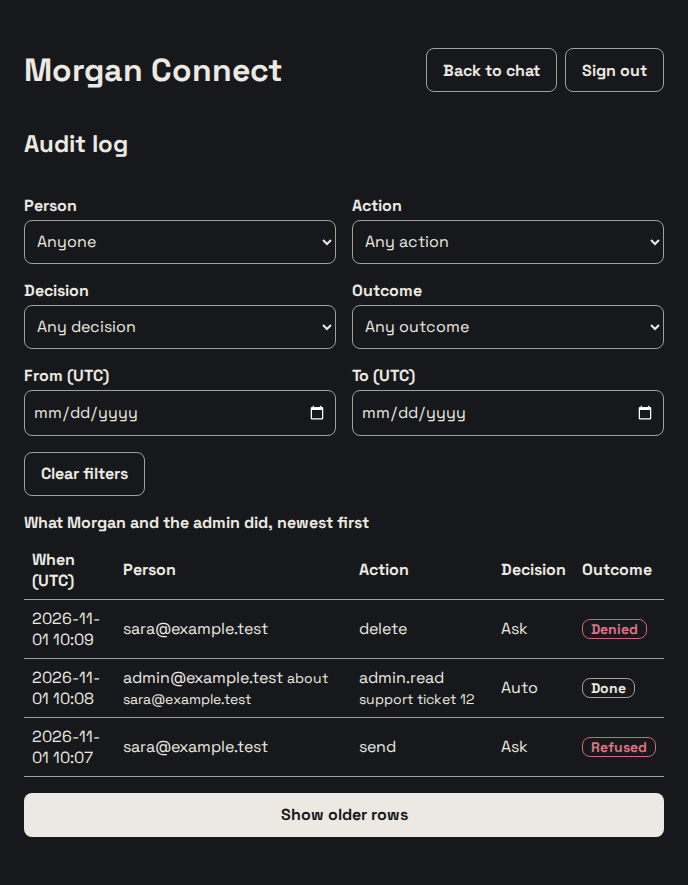 Morgan Connect
Back to chat
Sign out
Audit log
Person
Action
Anyone
Any action
Decision
Outcome
Any decision
Any outcome
From (UTC)
To (UTC)
mm/dd/yyyy
mm/dd/yyyy
Clear filters
What Morgan and the admin did, newest first
When
(UTC)
Person
Action
Decision
Outcome
2026-11-
01 10:09
sara@example.test
delete
Ask
Denied
2026-11-
01 10:08
admin@example.test about
sara@example.test
admin.read
support ticket 12
Auto
Done
2026-11-
01 10:07
sara@example.test
send
Ask
Refused
Show older rows